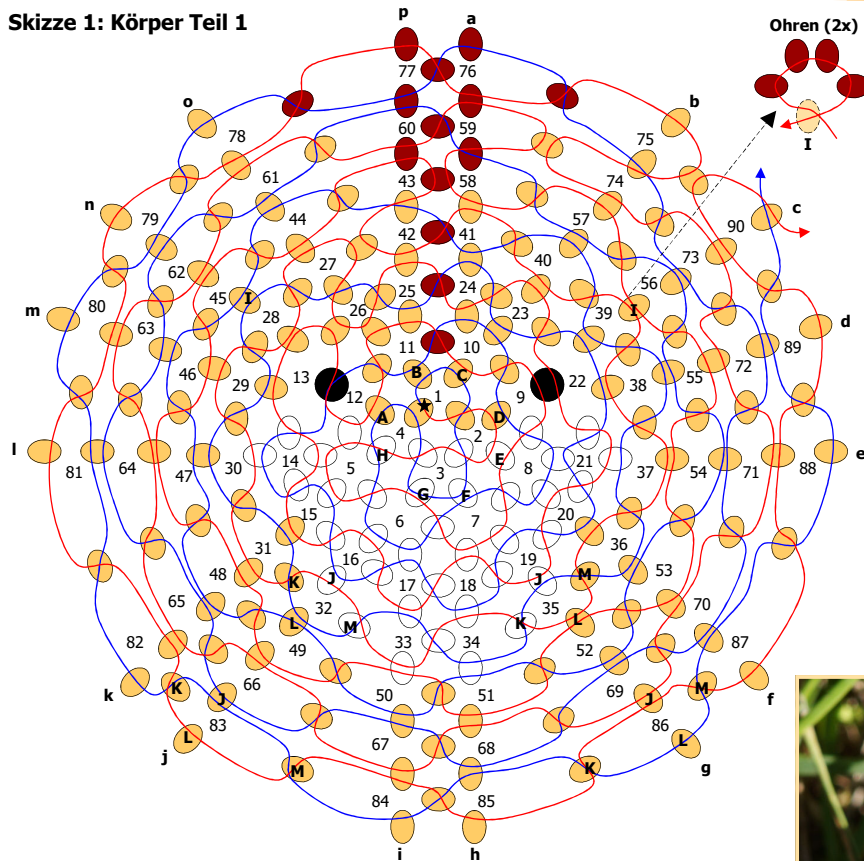 Skizze 1: Körper Teil 1
p a
Ohren (2x)
77 76
o b
I
60 59
78 75
61 43 58 74
n c
44 57 90
79 42 41
62 27 40 73
56
m 80 45 I 25 24 I d
26 39
63 28 23 89
11 10
46 13 B C 22 72
29 12 1 9 38 55
A D
4 2
l H E e
81 64 47 30 14 5 3 8 21 37 54 71 88
G F
15 6 7 20
31 16 19 36
48 K J J M 53
17 18
65 32 35 70
L M K L
82 49 33 34 52 87
k K J 66 50 51 69 J M f
83 86
j L 67 68 L g
M K
84 85
i h